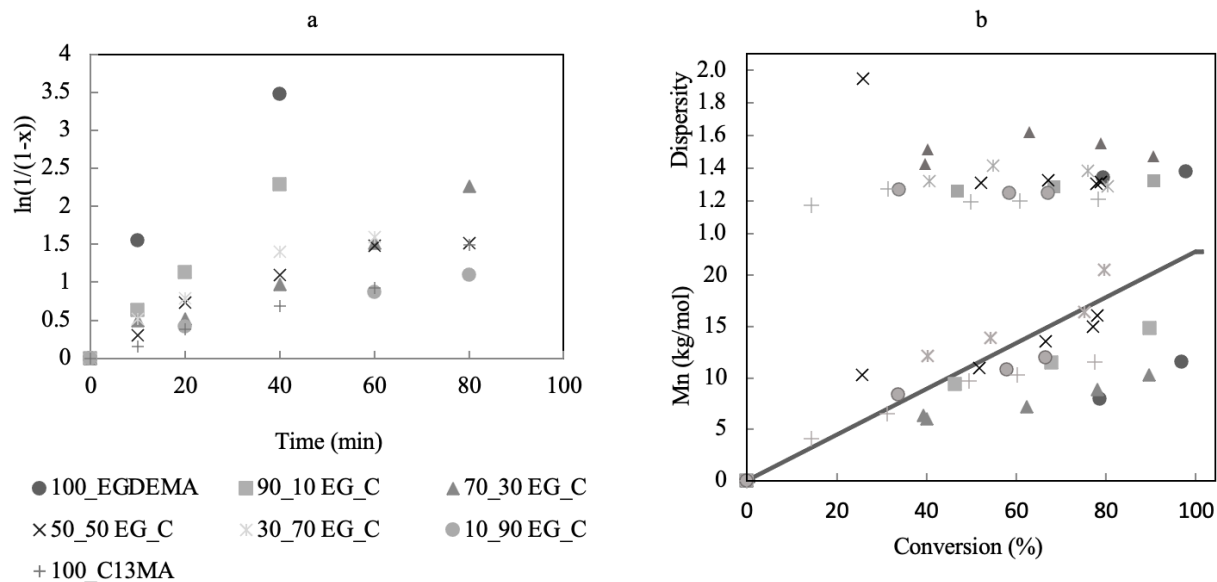 a
4
3.5
3
2.5
2
1.5
1
0.5
0
ln(1/(1-x))
0 20 40 60 80 100
Time (min)
100_EGDEMA 90_10 EG_C 70_30 EG_C
50_50 EG_C 30_70 EG_C 10_90 EG_C
100_C13MA
b
2.0
1.8
1.6
1.4
1.2
1.0
Dispersity
20
15
10
5
0
Mn (kg/mol)
0 20 40 60 80 100
Conversion (%)